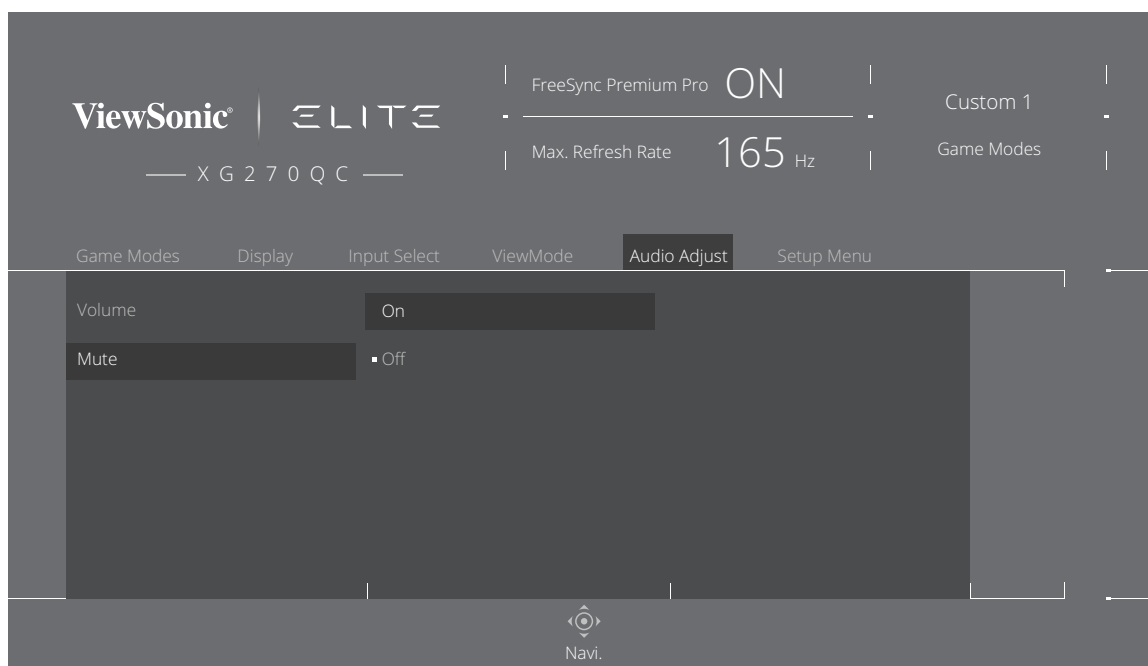 ViewSonic® | ELITE
XG270QC
FreeSync Premium Pro ON
Max. Refresh Rate 165 Hz
Custom 1
Game Modes
Game Modes Display Input Select ViewMode Audio Adjust Setup Menu
Volume On
Mute Off
Navi.